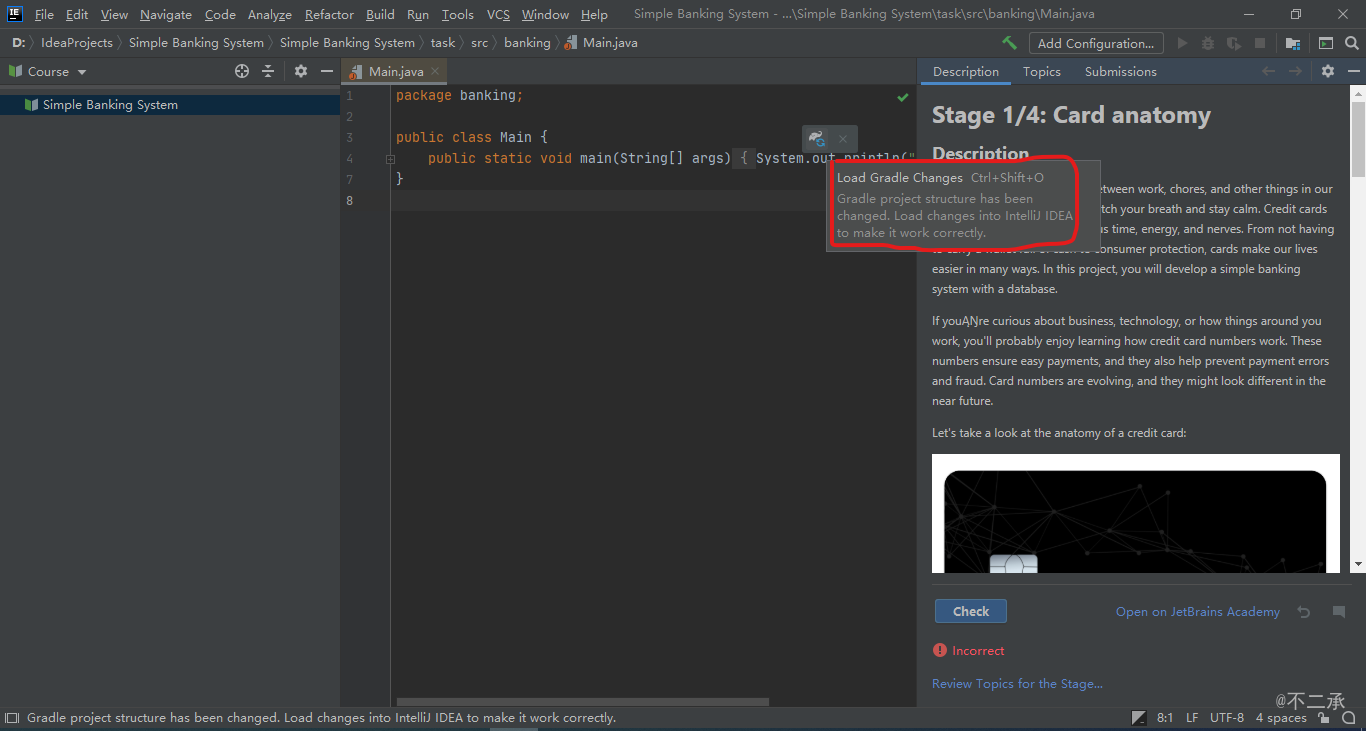 File Edit View Navigate Code Analyze Refactor Build Run Tools VCS Window Help Simple Banking System - ...\Simple Banking System\task\src\banking\Main.java
D: IdeaProjects Simple Banking System Simple Banking System task src banking Main.java Add Configuration...
Course
Main.java
Description Topics Submissions
Simple Banking System
1 package banking;
2
3 public class Main {
4 public static void main(String[] args) { System.out.println("
7 }
8
Load Gradle Changes Ctrl+Shift+O
Gradle project structure has been
changed. Load changes into IntelliJ IDEA
to make it work correctly.
Stage 1/4: Card anatomy
Description
etween work, chores, and other things in our
tch your breath and stay calm. Credit cards
us time, energy, and nerves. From not having
consumer protection, cards make our lives
easier in many ways. In this project, you will develop a simple banking
system with a database.
If youĄŊre curious about business, technology, or how things around you
work, you'll probably enjoy learning how credit card numbers work. These
numbers ensure easy payments, and they also help prevent payment errors
and fraud. Card numbers are evolving, and they might look different in the
near future.
Let's take a look at the anatomy of a credit card:
Check
Open on JetBrains Academy
Incorrect
Review Topics for the Stage...
@不二承
Gradle project structure has been changed. Load changes into IntelliJ IDEA to make it work correctly.
8:1 LF UTF-8 4 spaces